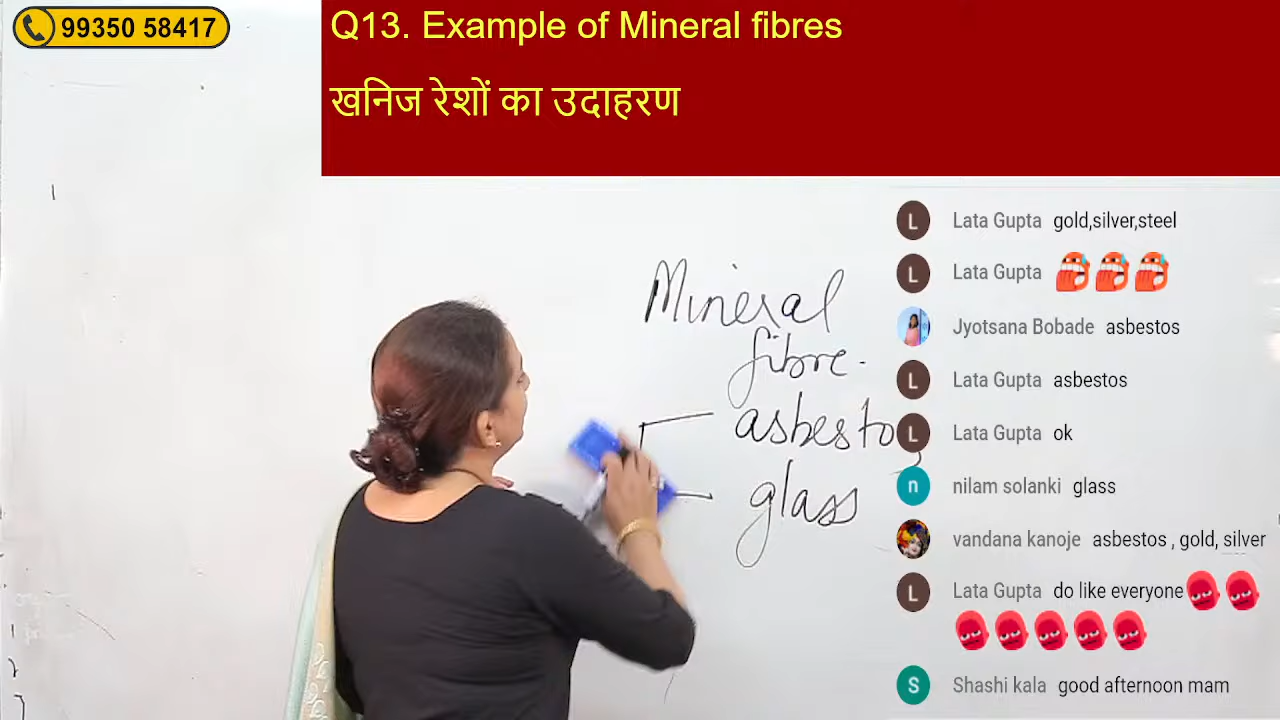 99350 58417
Q13. Example of Mineral fibres
खनिज रेशों का उदाहरण
Mineral
fibre.
asbestos
glass
L Lata Gupta gold,silver,steel
L Lata Gupta
Jyotsana Bobade asbestos
L Lata Gupta asbestos
L Lata Gupta ok
n nilam solanki glass
vandana kanoje asbestos , gold, silver
L Lata Gupta do like everyone
S Shashi kala good afternoon mam